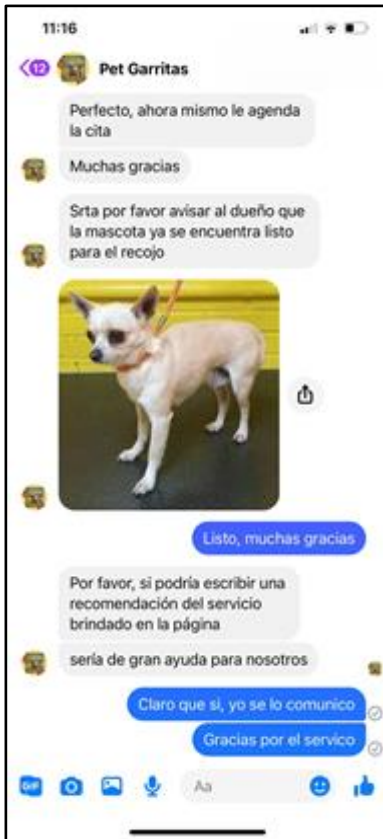 11:16
12
Pet Garritas
Perfecto, ahora mismo le agenda
la cita
Muchas gracias
Srta por favor avisar al dueño que
la mascota ya se encuentra listo
para el recojo
Listo, muchas gracias
Por favor, si podría escribir una
recomendación del servicio
brindado en la página
sería de gran ayuda para nosotros
Claro que si, yo se lo comunico
Gracias por el servico
GIF
Aa